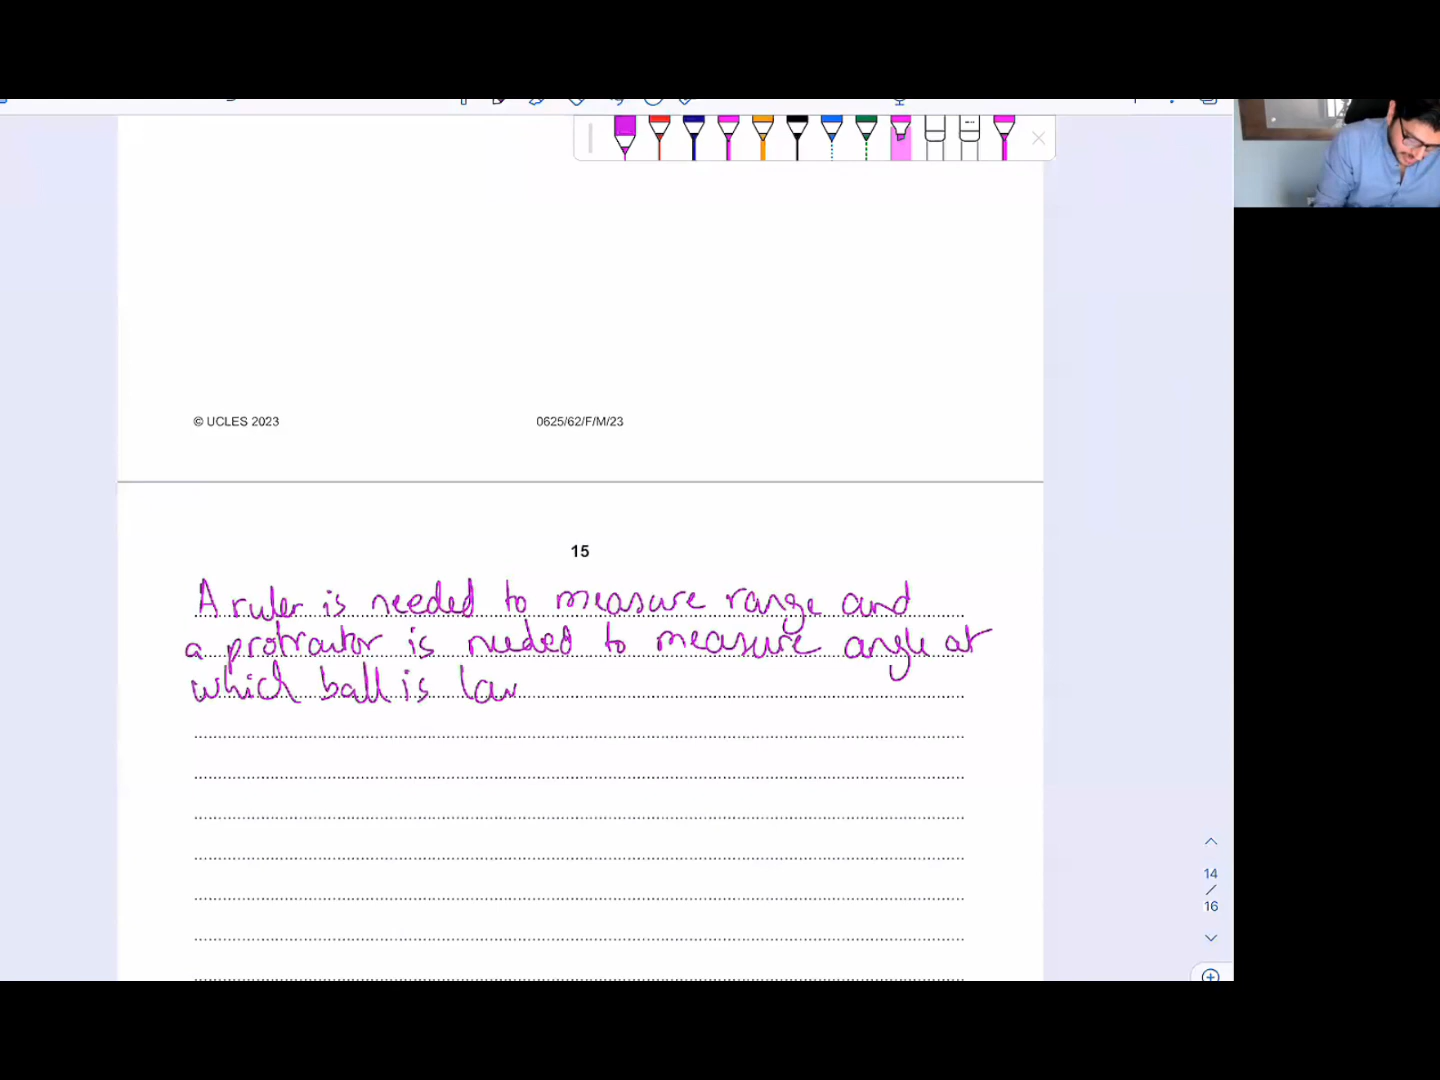 © UCLES 2023
0625/62/F/M/23
15
A ruler is needed to measure range and
a protractor is needed to measure angle at
which ball is lau
14
/
16